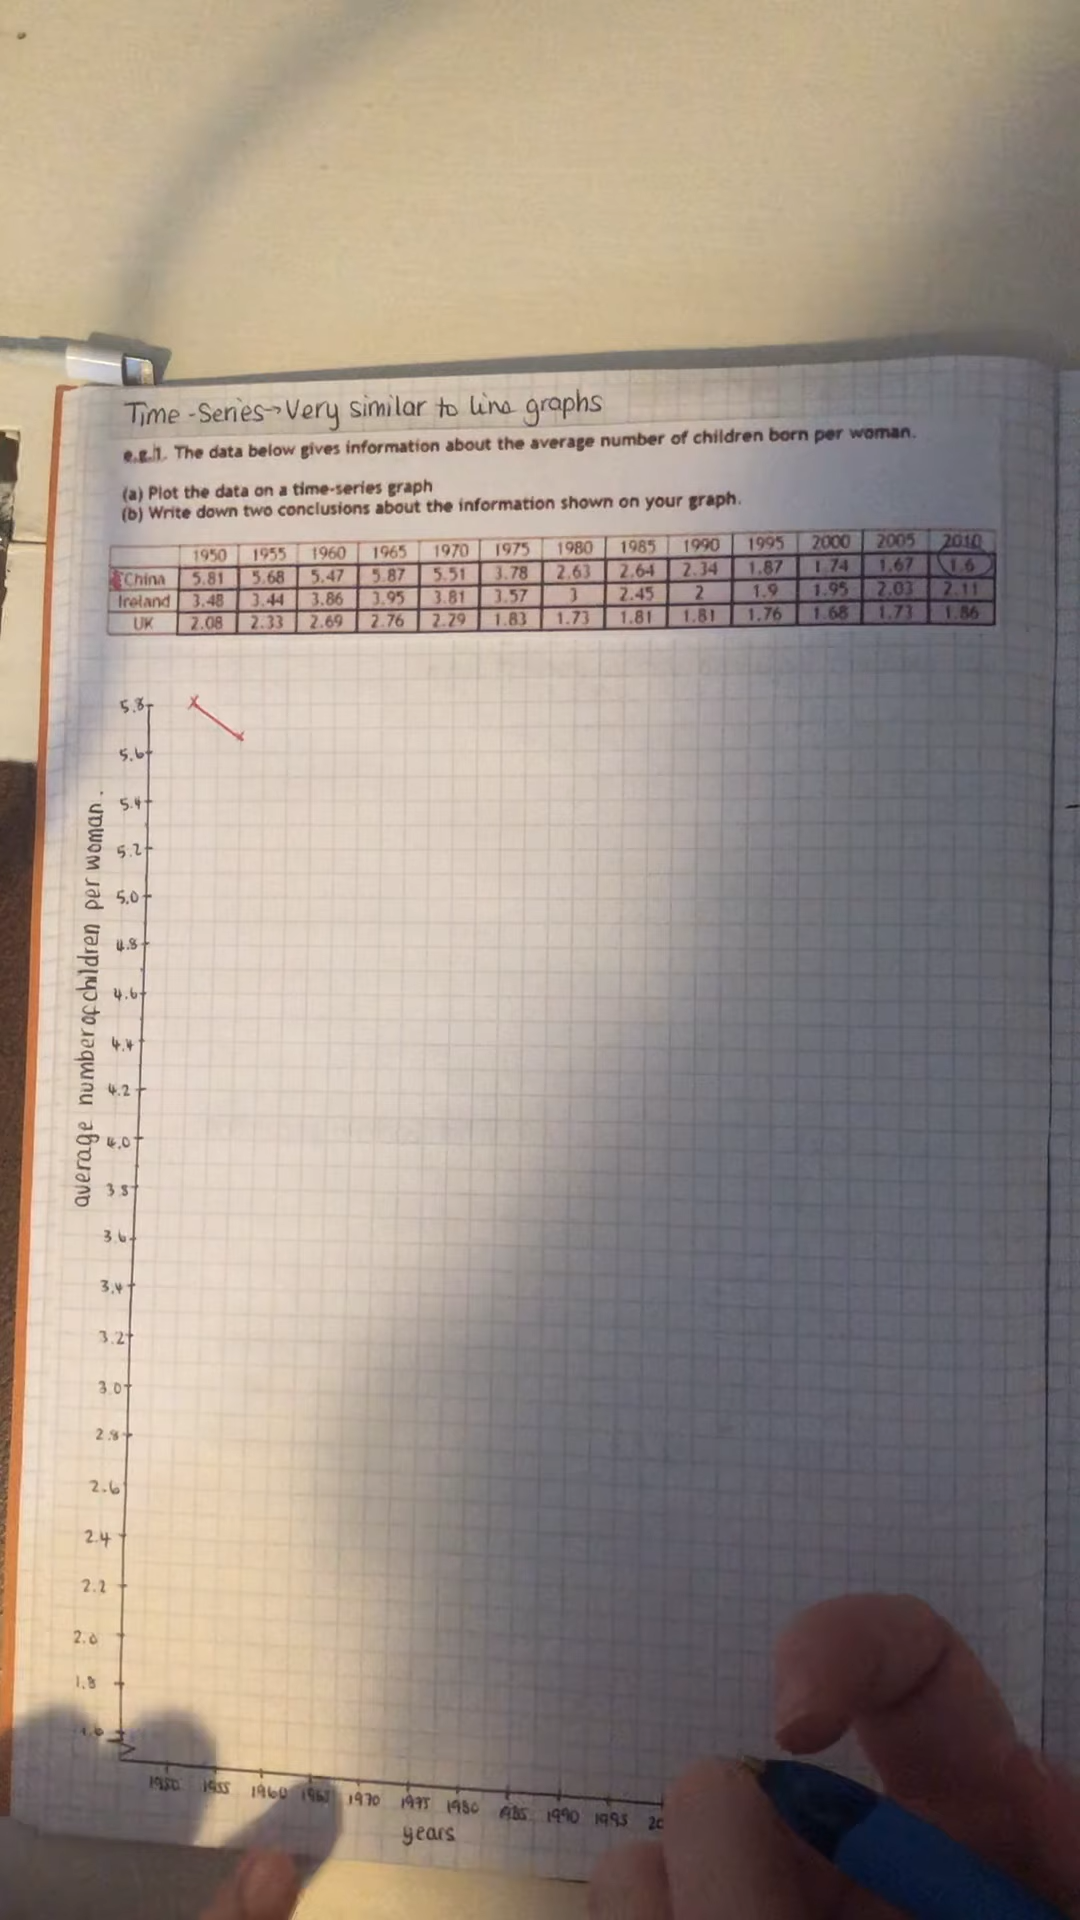 Time-Series→Very similar to line graphs
e.g.1. The data below gives information about the average number of children born per woman.
(a) Plot the data on a time-series graph
(b) Write down two conclusions about the information shown on your graph.
1950 1955 1960 1965 1970 1975 1980 1985 1990 1995 2000 2005 2010
China 5.81 5.68 5.47 5.87 5.51 3.78 2.63 2.64 2.34 1.87 1.74 1.67 1.6
Ireland 3.48 3.44 3.86 3.95 3.81 3.57 3 2.45 2 1.9 1.95 2.03 2.11
UK 2.08 2.33 2.69 2.76 2.29 1.83 1.73 1.81 1.81 1.76 1.68 1.73 1.86
average number of children per woman.
5.8
5.6
5.4
5.2
5.0
4.8
4.6
4.4
4.2
4.0
3.8
3.6
3.4
3.2
3.0
2.8
2.6
2.4
2.2
2.0
1.8
1.6
1950 1955 1960 1965 1970 1975 1980 1985 1990 1995 20
years